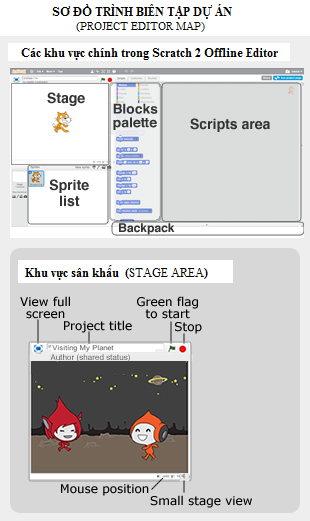 SƠ ĐỒ TRÌNH BIÊN TẬP DỰ ÁN
(PROJECT EDITOR MAP)
Các khu vực chính trong Scratch 2 Offline Editor
Stage
Blocks
palette
Scripts area
Sprite
list
Backpack
Khu vực sân khấu (STAGE AREA)
View full
screen
Green flag
to start
Project title
Stop
Visiting My Planet
Author (shared status)
Mouse position
Small stage view